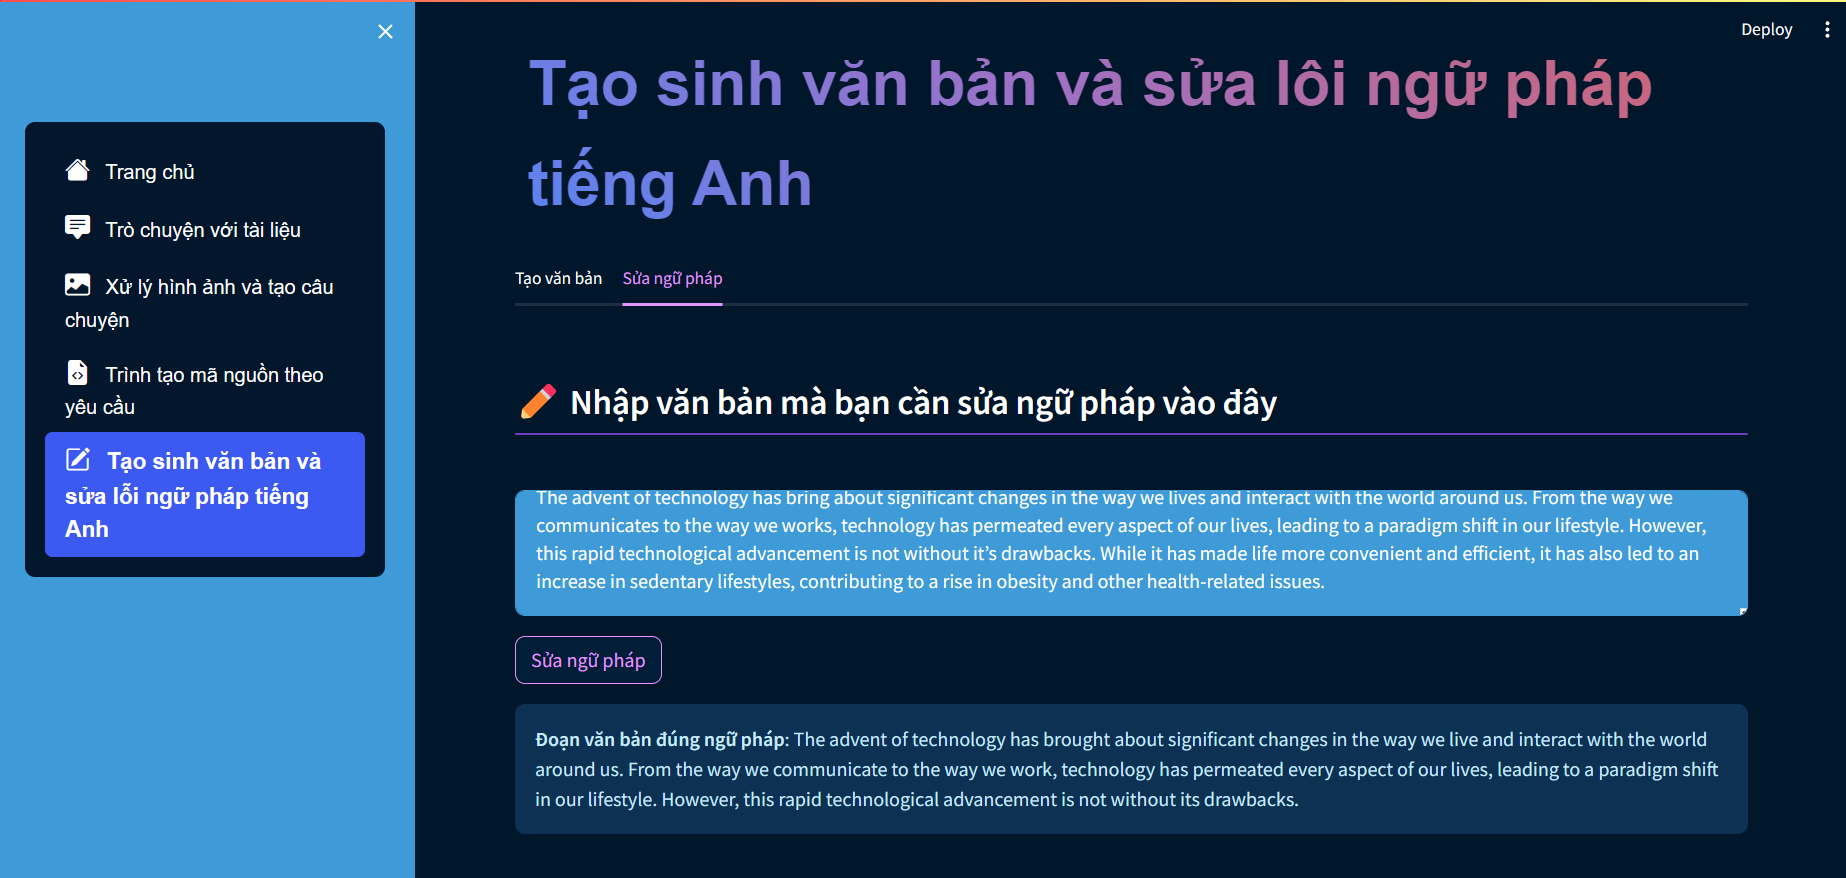 Deploy
Trang chủ
Trò chuyện với tài liệu
Xử lý hình ảnh và tạo câu
chuyện
Trình tạo mã nguồn theo
yêu cầu
Tạo sinh văn bản và
sửa lỗi ngữ pháp tiếng
Anh
Tạo sinh văn bản và sửa lôi ngữ pháp
tiếng Anh
Tạo văn bản Sửa ngữ pháp
Nhập văn bản mà bạn cần sửa ngữ pháp vào đây
The advent of technology has bring about significant changes in the way we lives and interact with the world around us. From the way we
communicates to the way we works, technology has permeated every aspect of our lives, leading to a paradigm shift in our lifestyle. However,
this rapid technological advancement is not without it’s drawbacks. While it has made life more convenient and efficient, it has also led to an
increase in sedentary lifestyles, contributing to a rise in obesity and other health-related issues.
Sửa ngữ pháp
Đoạn văn bản đúng ngữ pháp: The advent of technology has brought about significant changes in the way we live and interact with the world
around us. From the way we communicate to the way we work, technology has permeated every aspect of our lives, leading to a paradigm shift
in our lifestyle. However, this rapid technological advancement is not without its drawbacks.